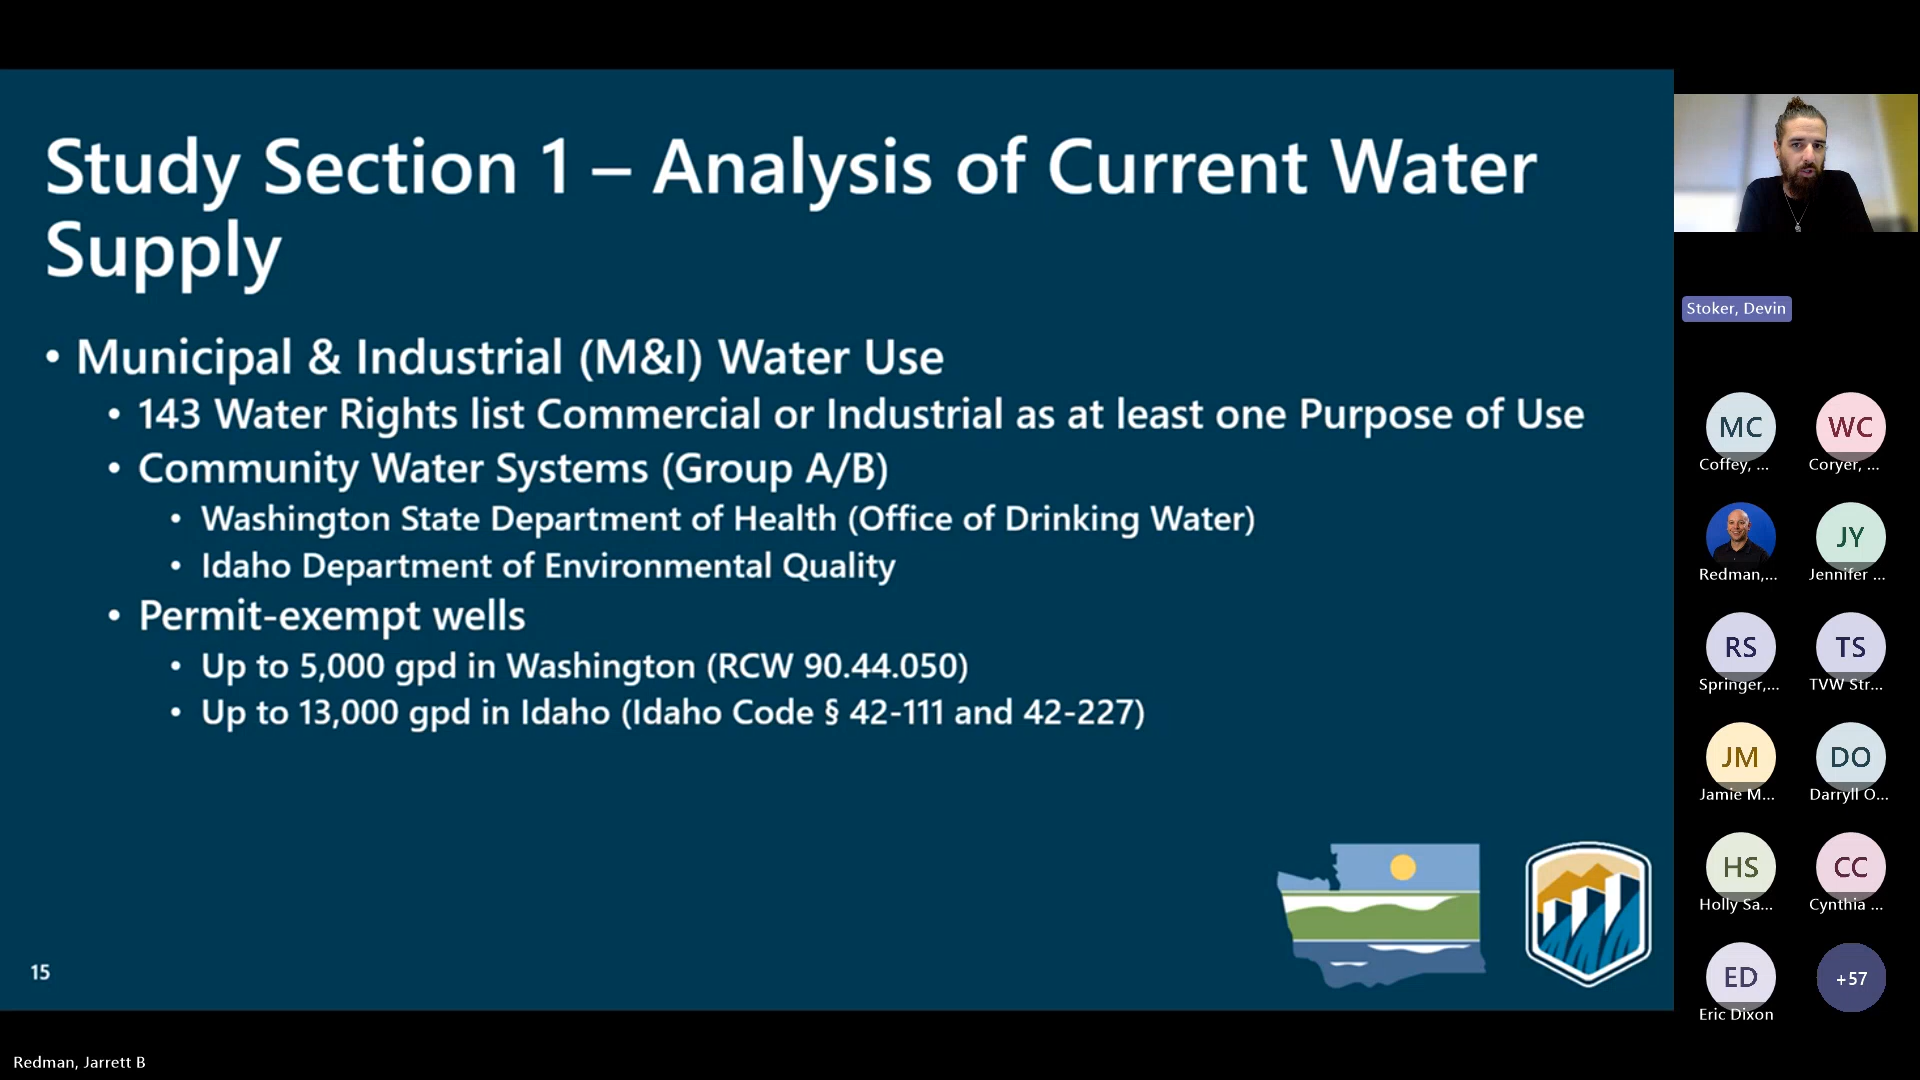 Study Section 1 – Analysis of Current Water
Supply
• Municipal & Industrial (M&I) Water Use
• 143 Water Rights list Commercial or Industrial as at least one Purpose of Use
• Community Water Systems (Group A/B)
• Washington State Department of Health (Office of Drinking Water)
• Idaho Department of Environmental Quality
• Permit-exempt wells
• Up to 5,000 gpd in Washington (RCW 90.44.050)
• Up to 13,000 gpd in Idaho (Idaho Code § 42-111 and 42-227)
15
Redman, Jarrett B
Stoker, Devin
MC WC
Coffey, ... Coryer, ...
JY
Redman,... Jennifer ...
RS TS
Springer,... TVW Str...
JM DO
Jamie M... Darryll O...
HS CC
Holly Sa... Cynthia ...
ED +57
Eric Dixon